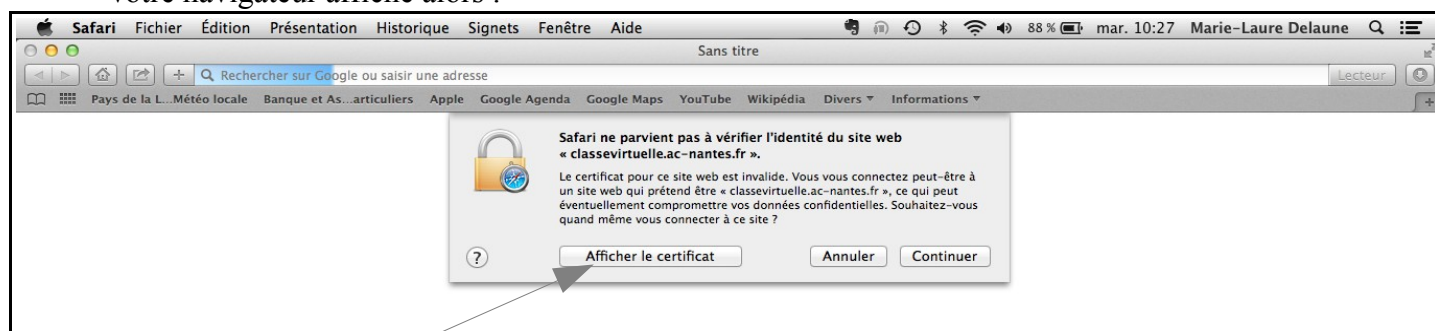 votre navigateur affiche alors :
Safari Fichier Édition Présentation Historique Signets Fenêtre Aide 88 % mar. 10:27 Marie-Laure Delaune
Sans titre
Rechercher sur Google ou saisir une adresse Lecteur
Pays de la L...Météo locale Banque et As...articuliers Apple Google Agenda Google Maps YouTube Wikipédia Divers Informations
Safari ne parvient pas à vérifier l'identité du site web
« classevirtuelle.ac-nantes.fr ».
Le certificat pour ce site web est invalide. Vous vous connectez peut-être à
un site web qui prétend être « classevirtuelle.ac-nantes.fr », ce qui peut
éventuellement compromettre vos données confidentielles. Souhaitez-vous
quand même vous connecter à ce site ?
? Afficher le certificat Annuler Continuer